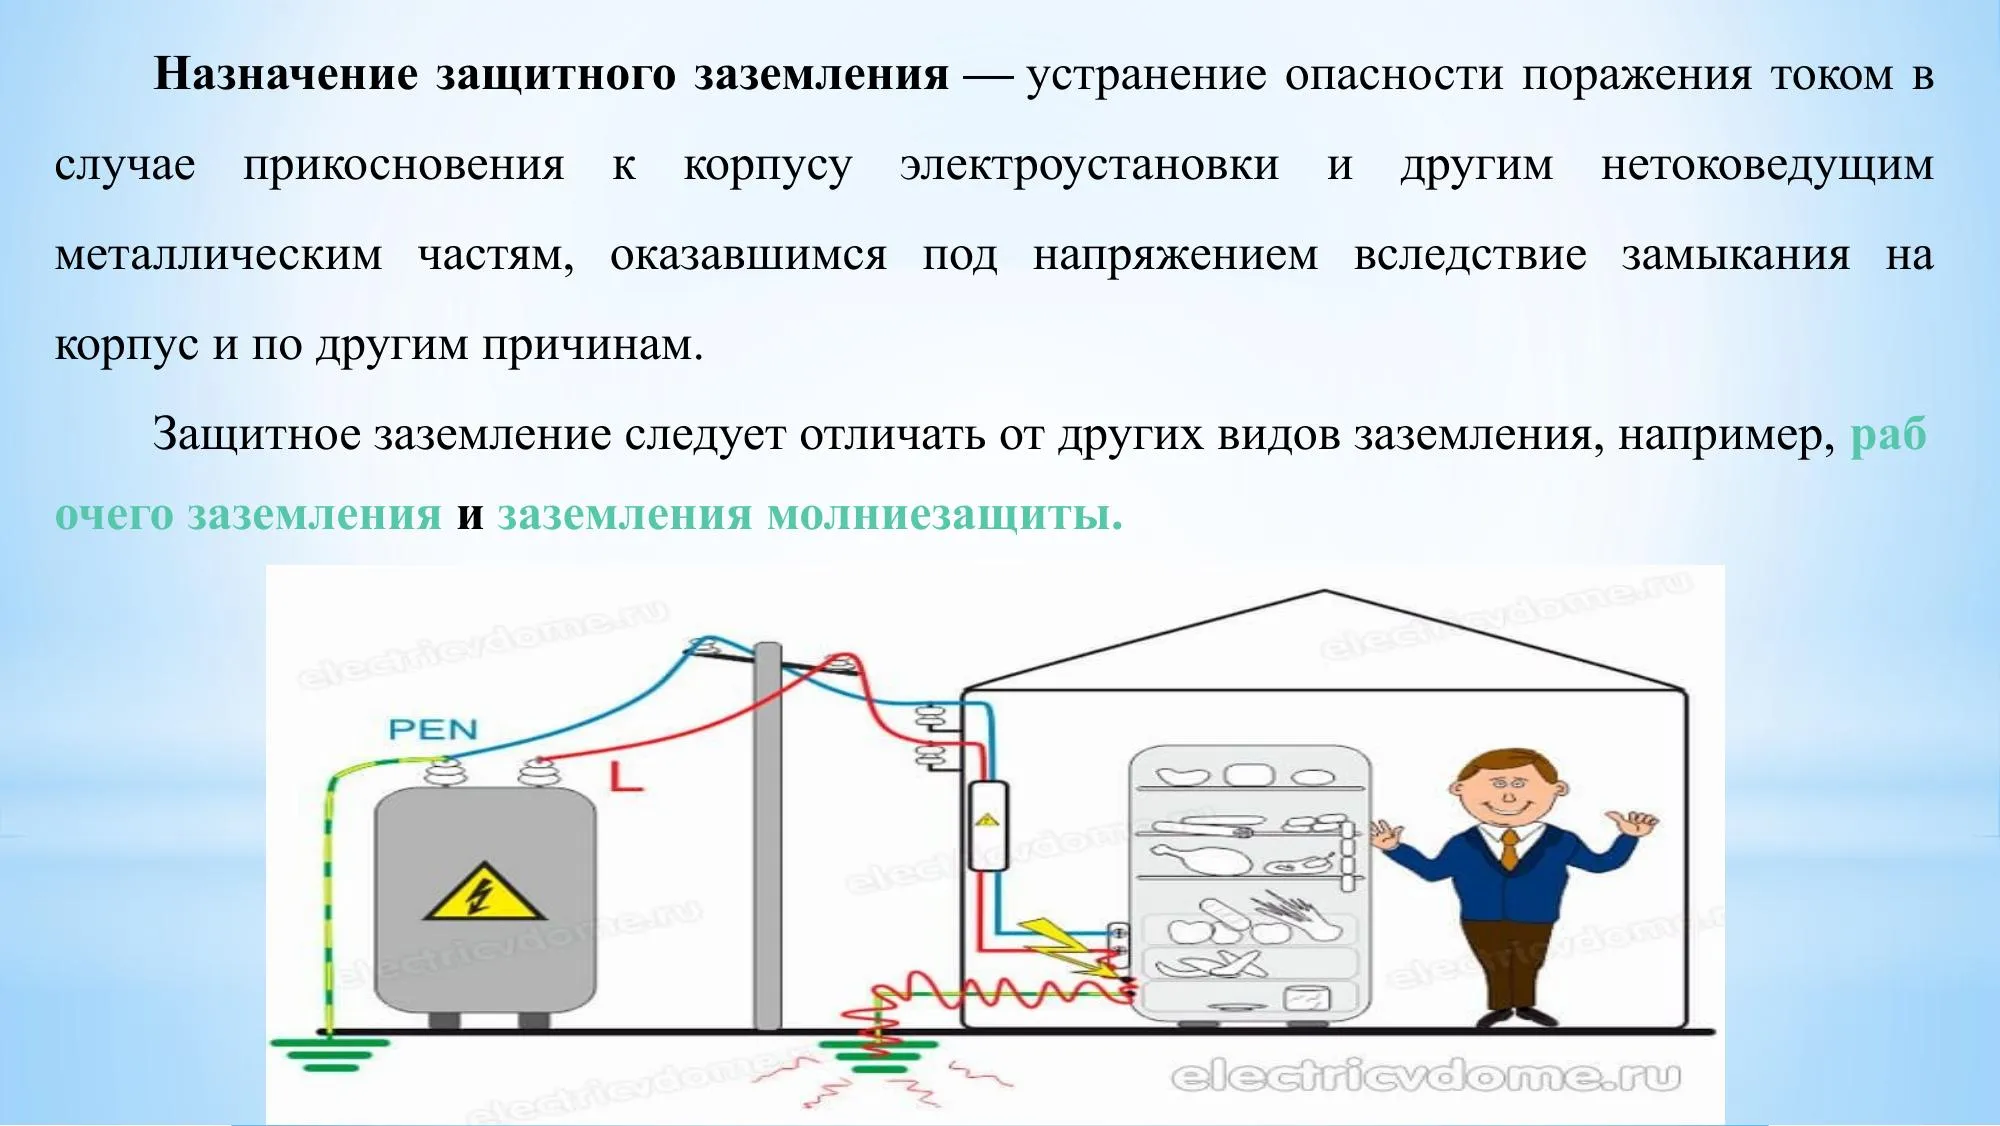 Назначение защитного заземления — устранение опасности поражения током в
случае прикосновения к корпусу электроустановки и другим нетоковедущим
металлическим частям, оказавшимся под напряжением вследствие замыкания на
корпус и по другим причинам.
Защитное заземление следует отличать от других видов заземления, например, раб
очего заземления и заземления молниезащиты.
electricvdome.ru
electricvdome.ru
PEN
L
electricvdome.ru
electricvdome.ru
electricvdome.ru
electricvdome.ru
electricvdome.ru